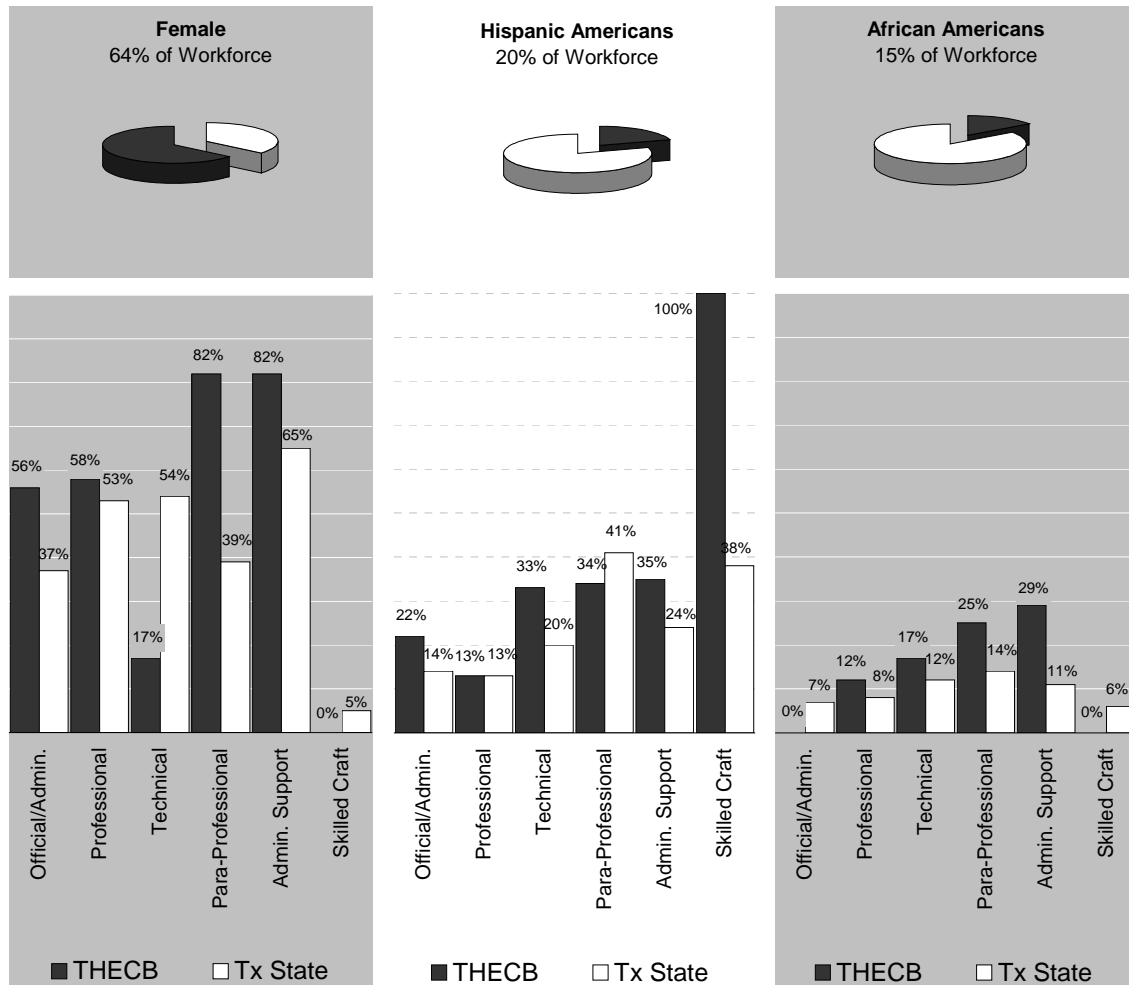 Female
64% of Workforce
Hispanic Americans
20% of Workforce
African Americans
15% of Workforce
56%
37%
58%
53%
17%
54%
82%
39%
82%
65%
0%
5%
Official/Admin.
Professional
Technical
Para-Professional
Admin. Support
Skilled Craft
THECB
Tx State
22%
14%
13%
13%
33%
20%
34%
41%
35%
24%
100%
38%
Official/Admin.
Professional
Technical
Para-Professional
Admin. Support
Skilled Craft
THECB
Tx State
0%
7%
12%
8%
17%
12%
25%
14%
29%
11%
0%
6%
Official/Admin.
Professional
Technical
Para-Professional
Admin. Support
Skilled Craft
THECB
Tx State